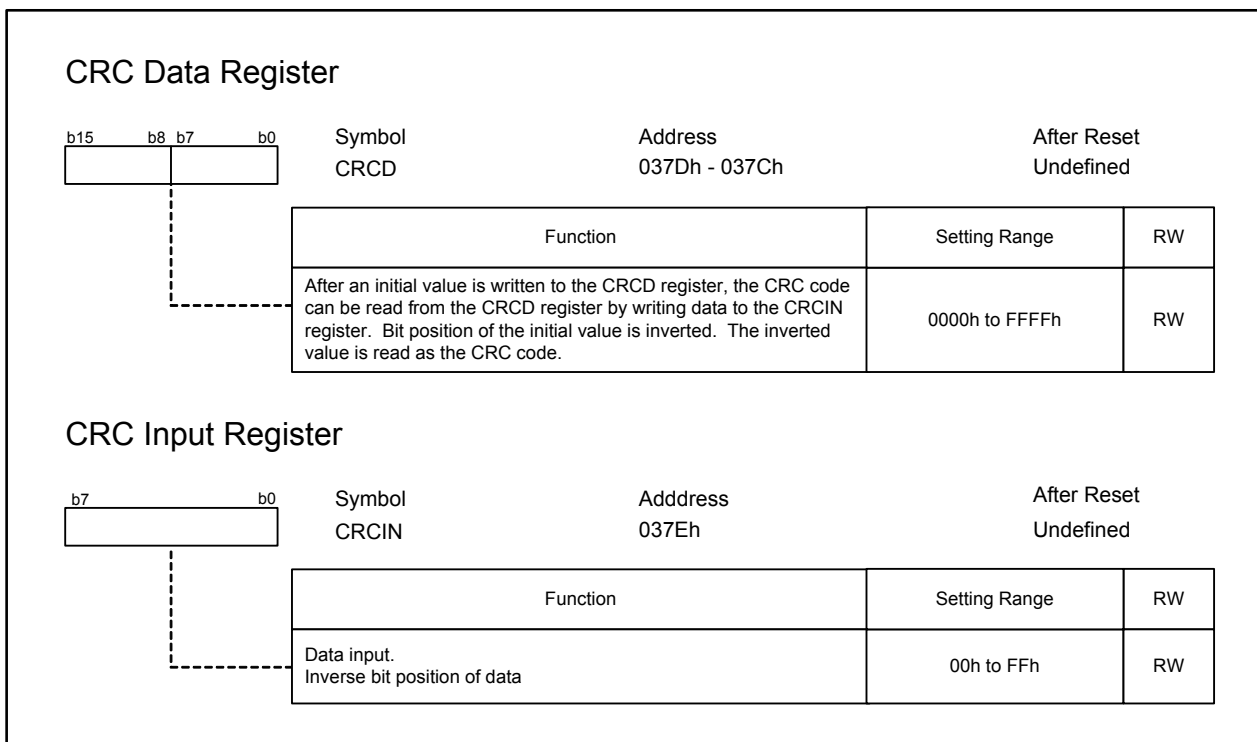 CRC Data Register
b15 b8 b7 b0 Symbol Address After Reset
CRCD 037Dh - 037Ch Undefined
Function Setting Range RW
After an initial value is written to the CRCD register, the CRC code
can be read from the CRCD register by writing data to the CRCIN
register. Bit position of the initial value is inverted. The inverted
value is read as the CRC code.
0000h to FFFFh RW
CRC Input Register
b7 b0 Symbol Adddress After Reset
CRCIN 037Eh Undefined
Function Setting Range RW
Data input.
Inverse bit position of data
00h to FFh RW